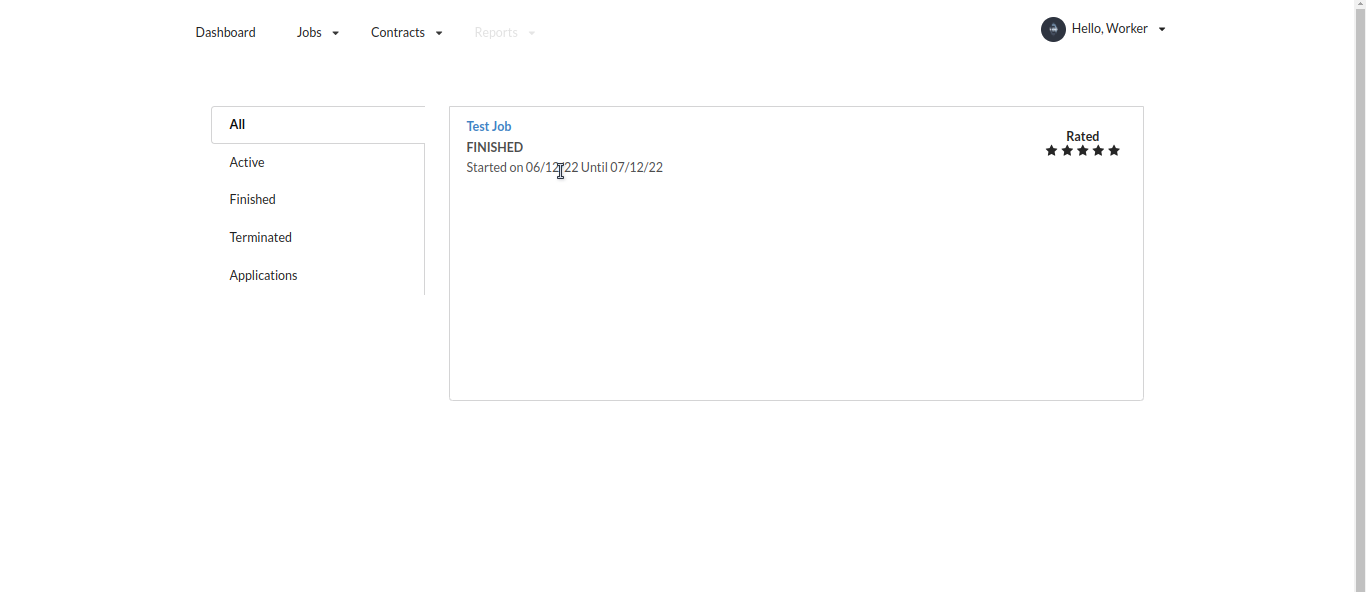 Dashboard Jobs Contracts Reports Hello, Worker
All
Active
Finished
Terminated
Applications
Test Job
FINISHED
Started on 06/12/22 Until 07/12/22
Rated